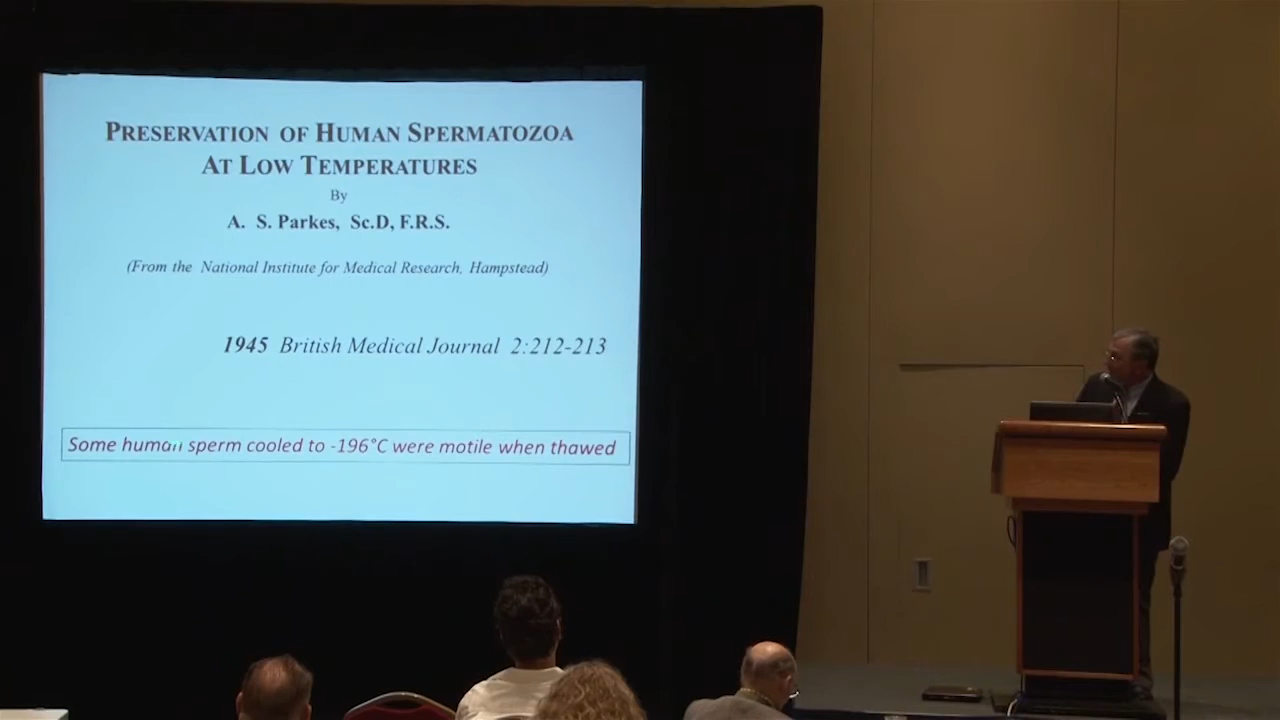 PRESERVATION OF HUMAN SPERMATOZOA
AT LOW TEMPERATURES
By
A. S. Parkes, Sc.D, F.R.S.
(From the National Institute for Medical Research, Hampstead)
1945 British Medical Journal 2:212-213
Some human sperm cooled to -196°C were motile when thawed